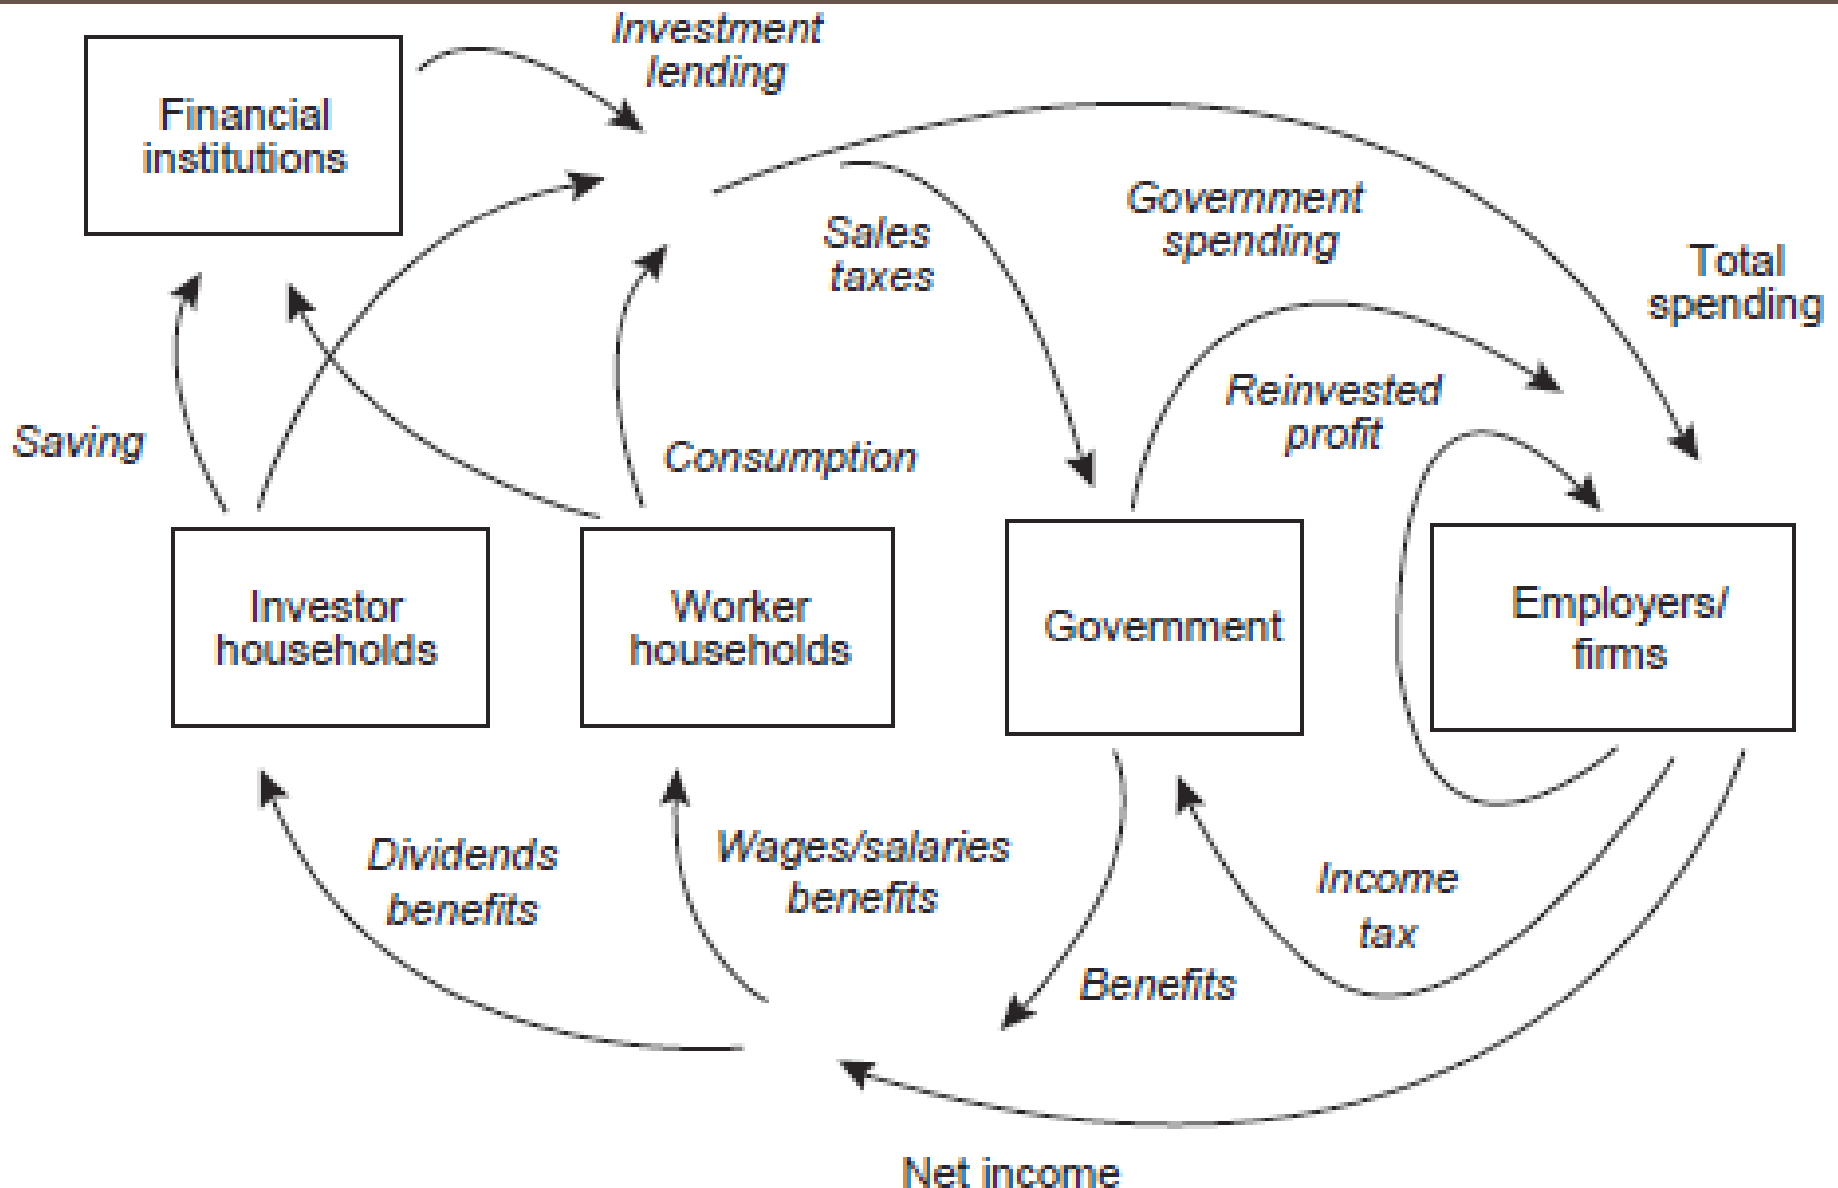 Investment
lending
Financial
institutions
Government
spending
Sales
taxes
Total
spending
Reinvested
profit
Saving
Consumption
Investor
households
Worker
households
Government
Employers/
firms
Dividends
benefits
Wages/salaries
benefits
Income
tax
Benefits
Net income